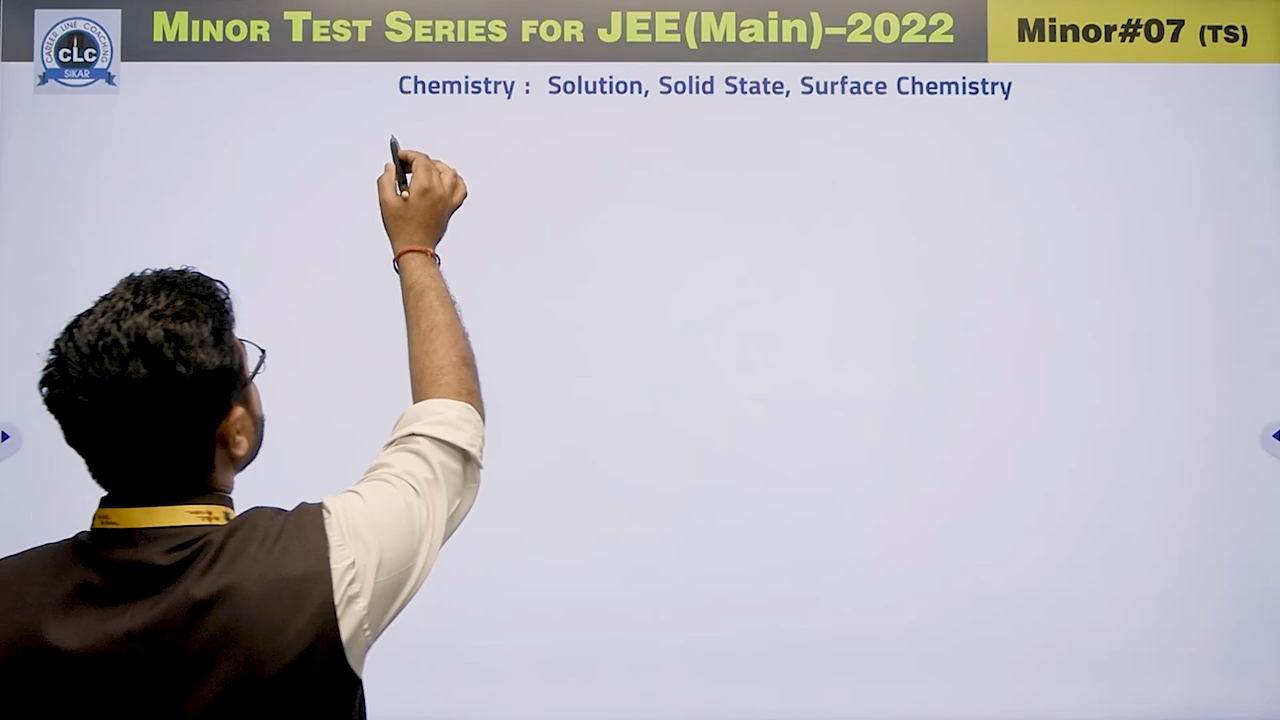 MINOR TEST SERIES FOR JEE(Main)–2022
Minor#07 (TS)
CAREER LINE COACHING
CLC
SIKAR
Chemistry : Solution, Solid State, Surface Chemistry